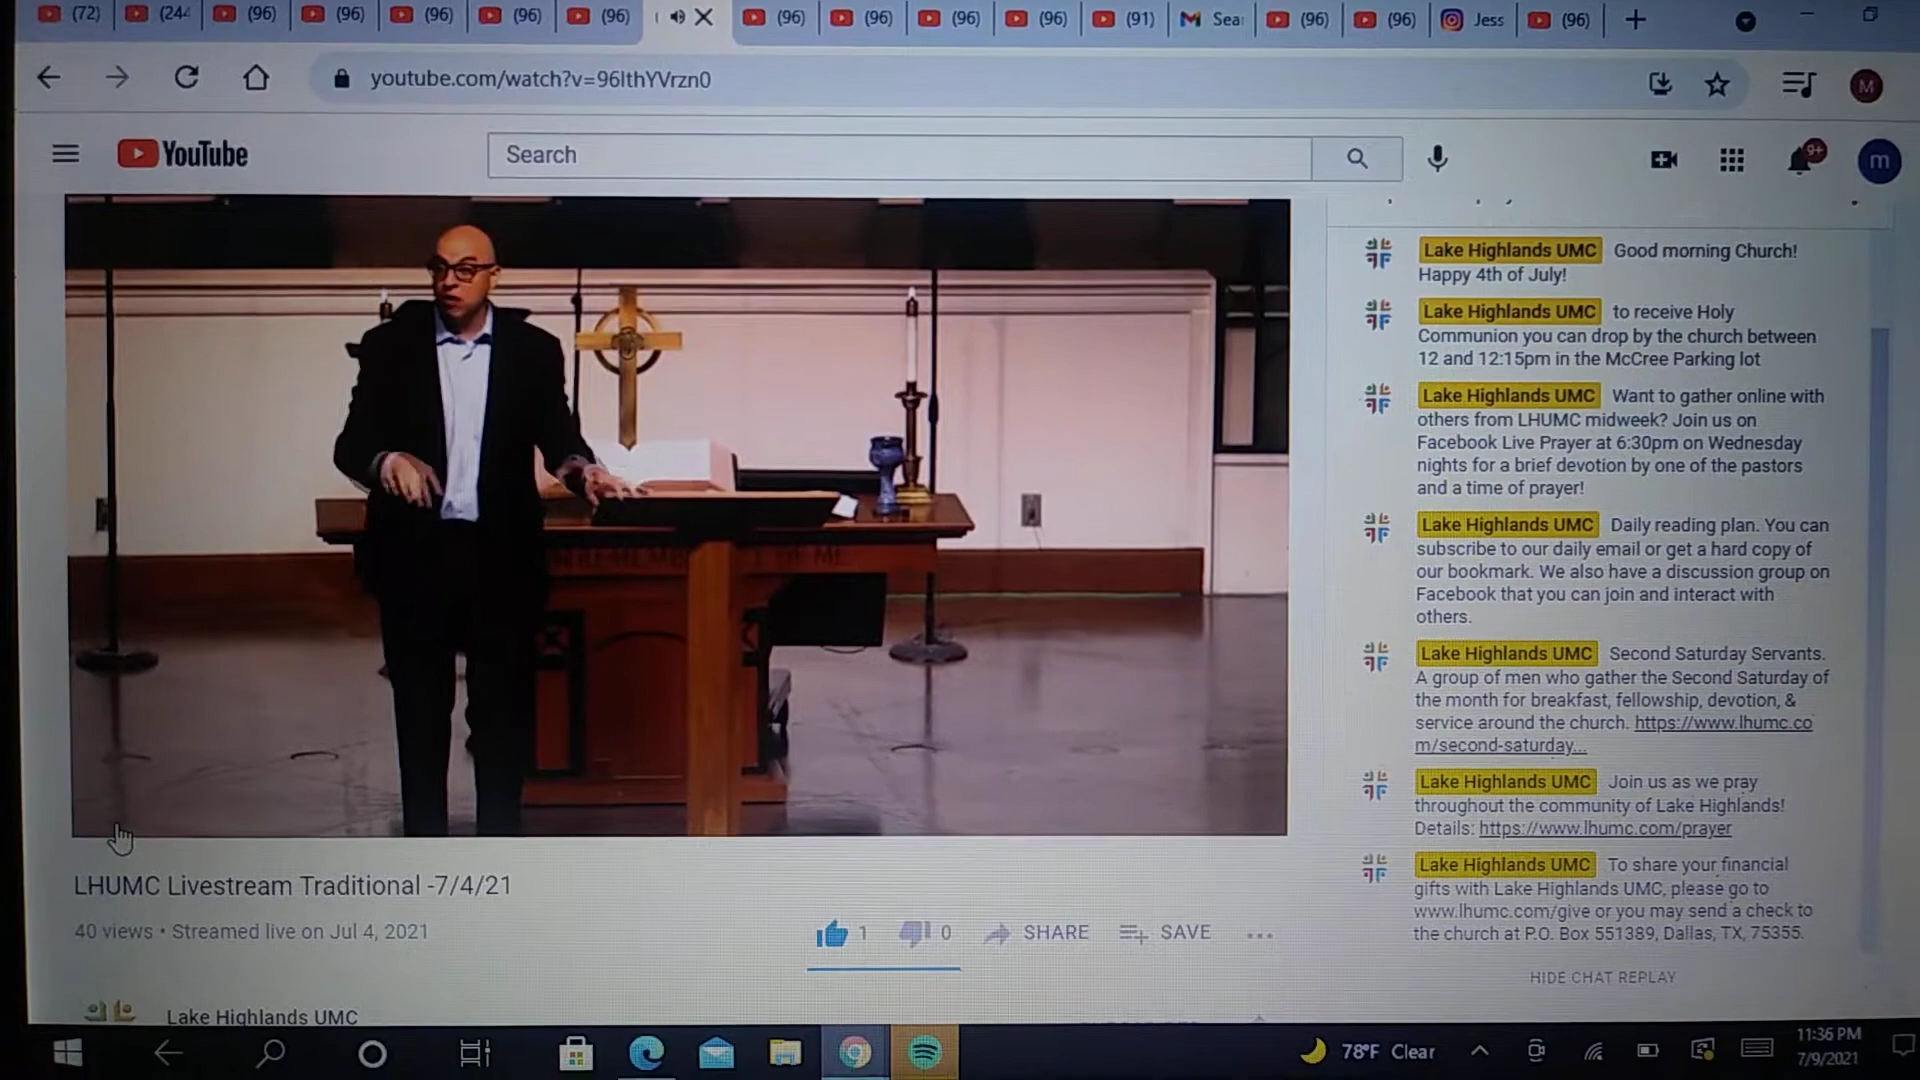 (72) (244 (96) (96) (96) (96) (96) (96) (96) (96) (96) (91) Sea (96) (96) Jess (96)
youtube.com/watch?v=96lthYVrzn0
M
YouTube
Search
9+
m
Lake Highlands UMC Good morning Church!
Happy 4th of July!
Lake Highlands UMC to receive Holy
Communion you can drop by the church between
12 and 12:15pm in the McCree Parking lot
Lake Highlands UMC Want to gather online with
others from LHUMC midweek? Join us on
Facebook Live Prayer at 6:30pm on Wednesday
nights for a brief devotion by one of the pastors
and a time of prayer!
Lake Highlands UMC Daily reading plan. You can
subscribe to our daily email or get a hard copy of
our bookmark. We also have a discussion group on
Facebook that you can join and interact with
others.
Lake Highlands UMC Second Saturday Servants.
A group of men who gather the Second Saturday of
the month for breakfast, fellowship, devotion, &
service around the church. https://www.lhumc.co
m/second-saturday...
Lake Highlands UMC Join us as we pray
throughout the community of Lake Highlands!
Details: https://www.lhumc.com/prayer
Lake Highlands UMC To share your financial
gifts with Lake Highlands UMC, please go to
www.lhumc.com/give or you may send a check to
the church at P.O. Box 551389, Dallas, TX, 75355.
HIDE CHAT REPLAY
LHUMC Livestream Traditional -7/4/21
40 views • Streamed live on Jul 4, 2021
1 0 SHARE SAVE ...
Lake Highlands UMC
78°F Clear
11:36 PM
7/9/2021